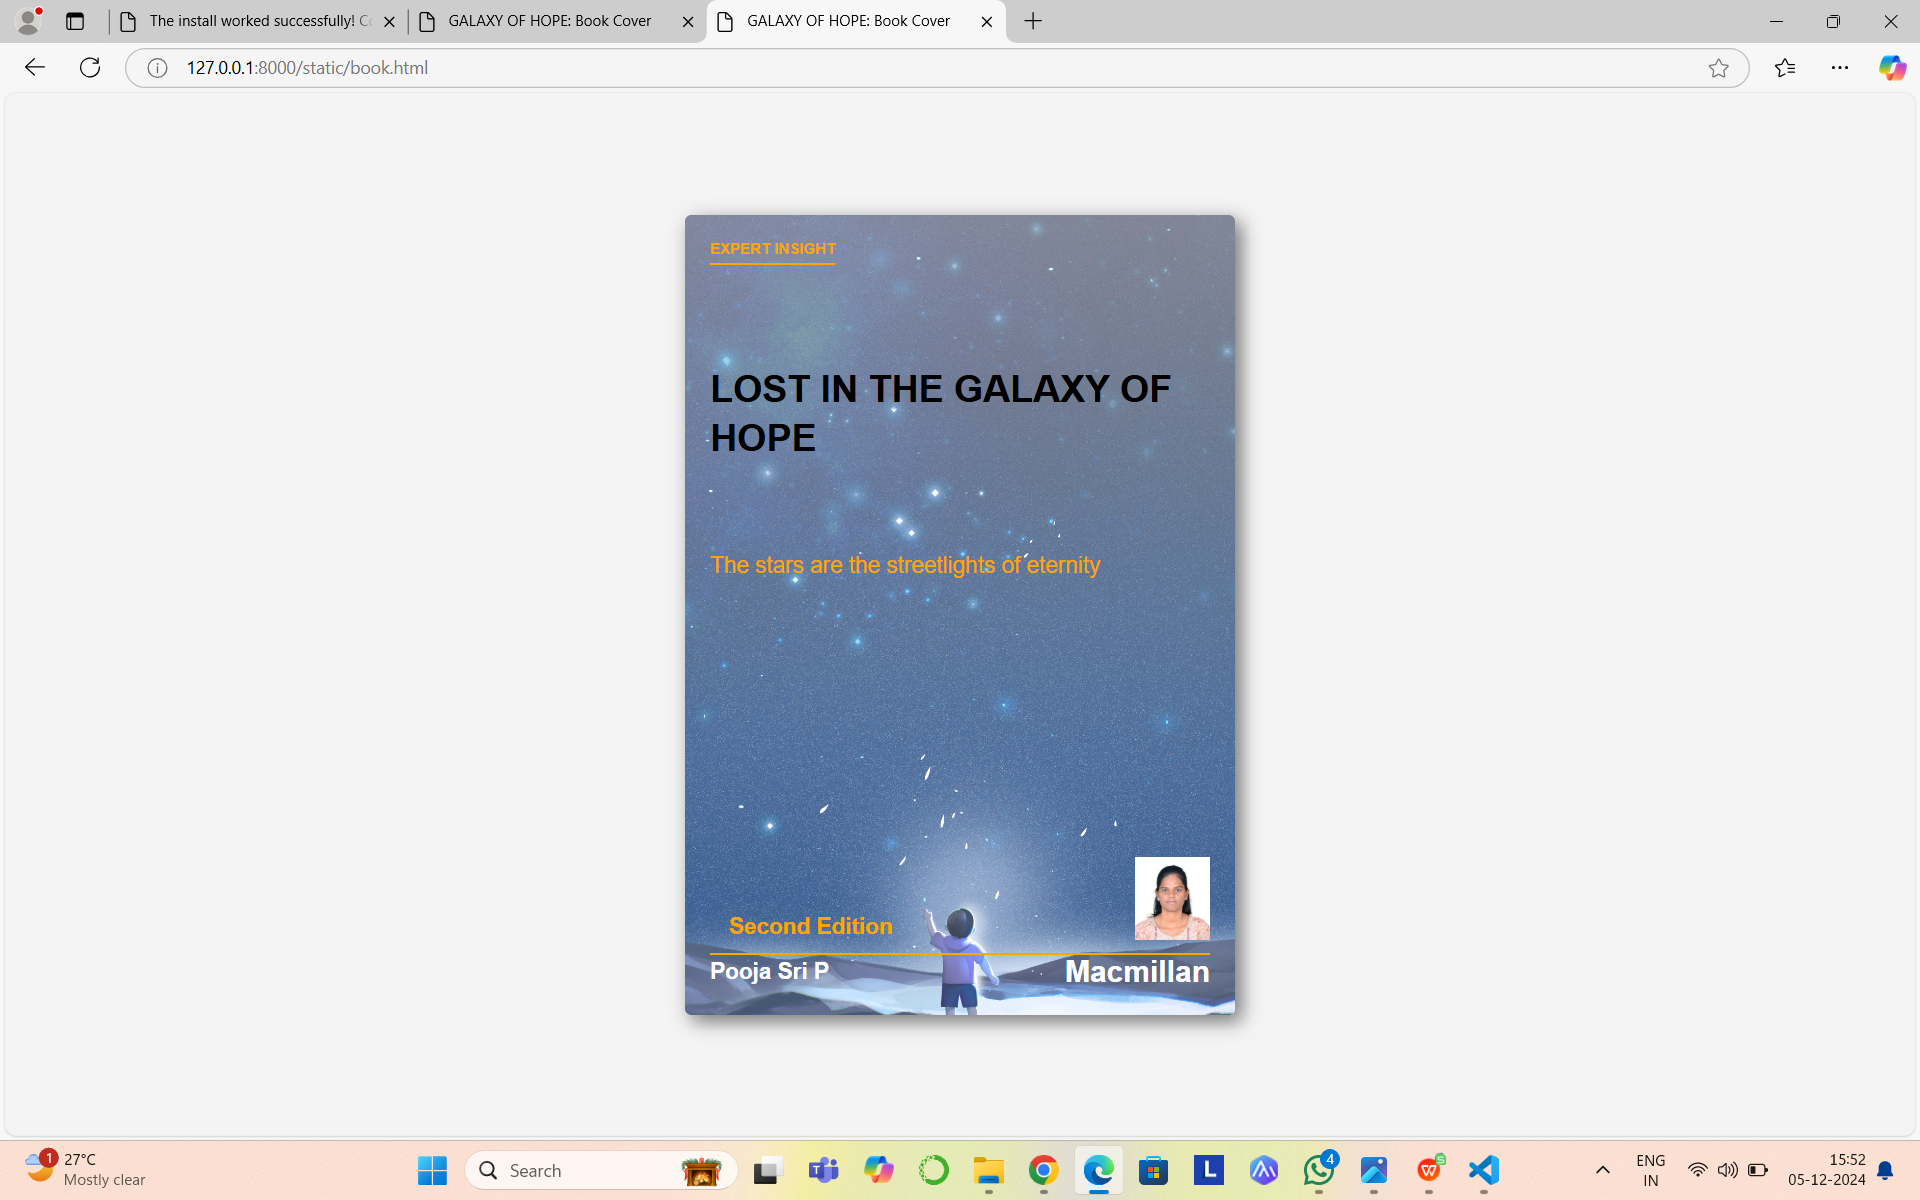 The install worked successfully! C
GALAXY OF HOPE: Book Cover
GALAXY OF HOPE: Book Cover
127.0.0.1:8000/static/book.html
EXPERT INSIGHT
LOST IN THE GALAXY OF
HOPE
The stars are the streetlights of eternity
Second Edition
Pooja Sri P
Macmillan
1
27°C
Mostly clear
Search
T
L
4
W
S
ENG
IN
15:52
05-12-2024